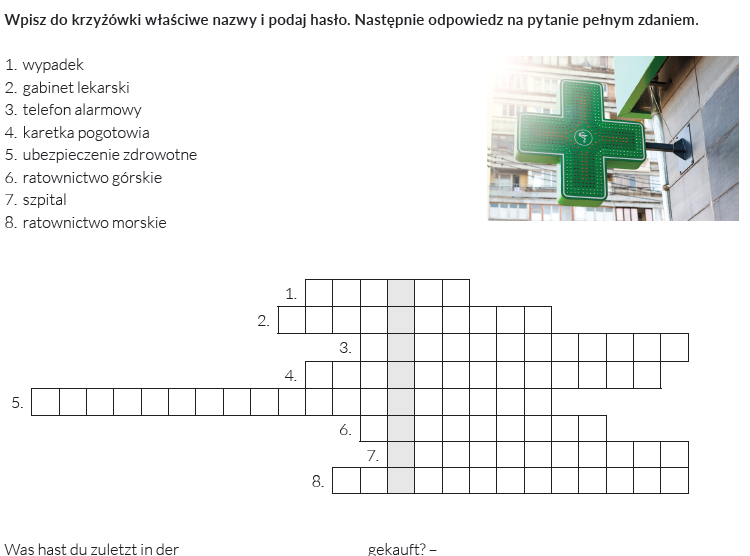 Wpisz do krzyżówki właściwe nazwy i podaj hasło. Następnie odpowiedz na pytanie pełnym zdaniem.
1. wypadek
2. gabinet lekarski
3. telefon alarmowy
4. karetka pogotowia
5. ubezpieczenie zdrowotne
6. ratownictwo górskie
7. szpital
8. ratownictwo morskie
1.
2.
3.
4.
5.
6.
7.
8.
Was hast du zuletzt in der gekauft? –